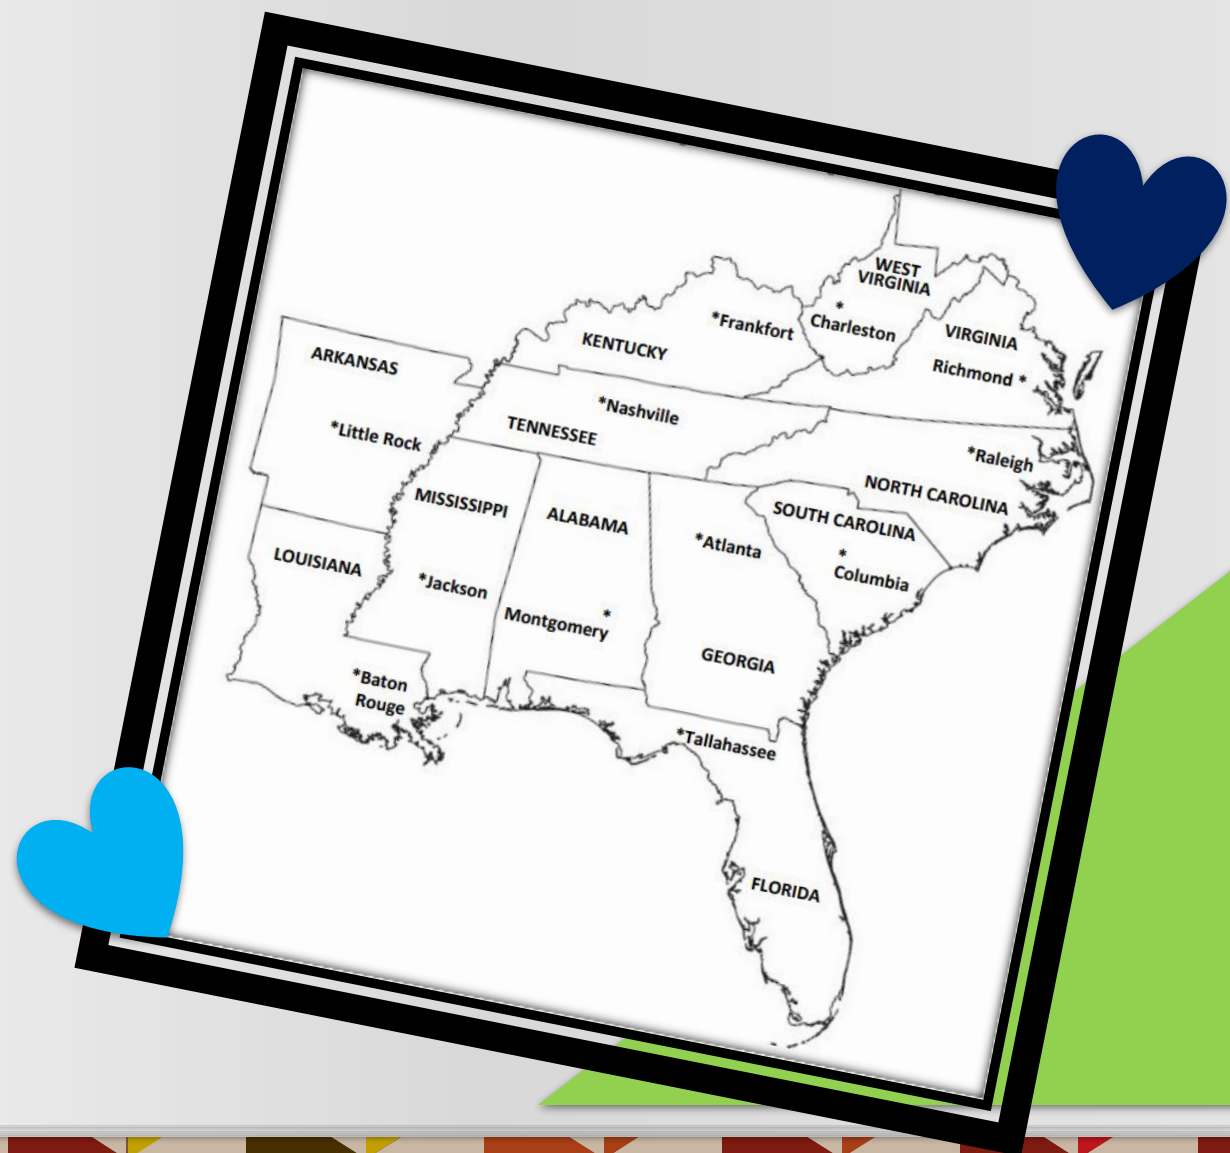 WEST
VIRGINIA
*
Charleston
*Frankfort
KENTUCKY
VIRGINIA
Richmond *
ARKANSAS
*Little Rock
*Nashville
TENNESSEE
*Raleigh
NORTH CAROLINA
MISSISSIPPI
*Jackson
ALABAMA
*
Montgomery
*Atlanta
GEORGIA
SOUTH CAROLINA
*
Columbia
LOUISIANA
*Baton
Rouge
*Tallahassee
FLORIDA